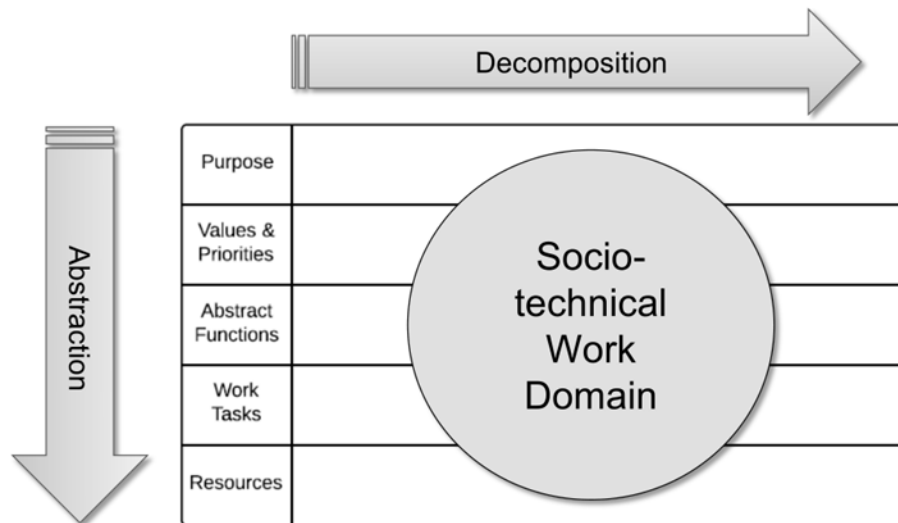 Decomposition
Abstraction
Purpose
Values &
Priorities
Abstract
Functions
Work
Tasks
Resources
Socio-
technical
Work
Domain